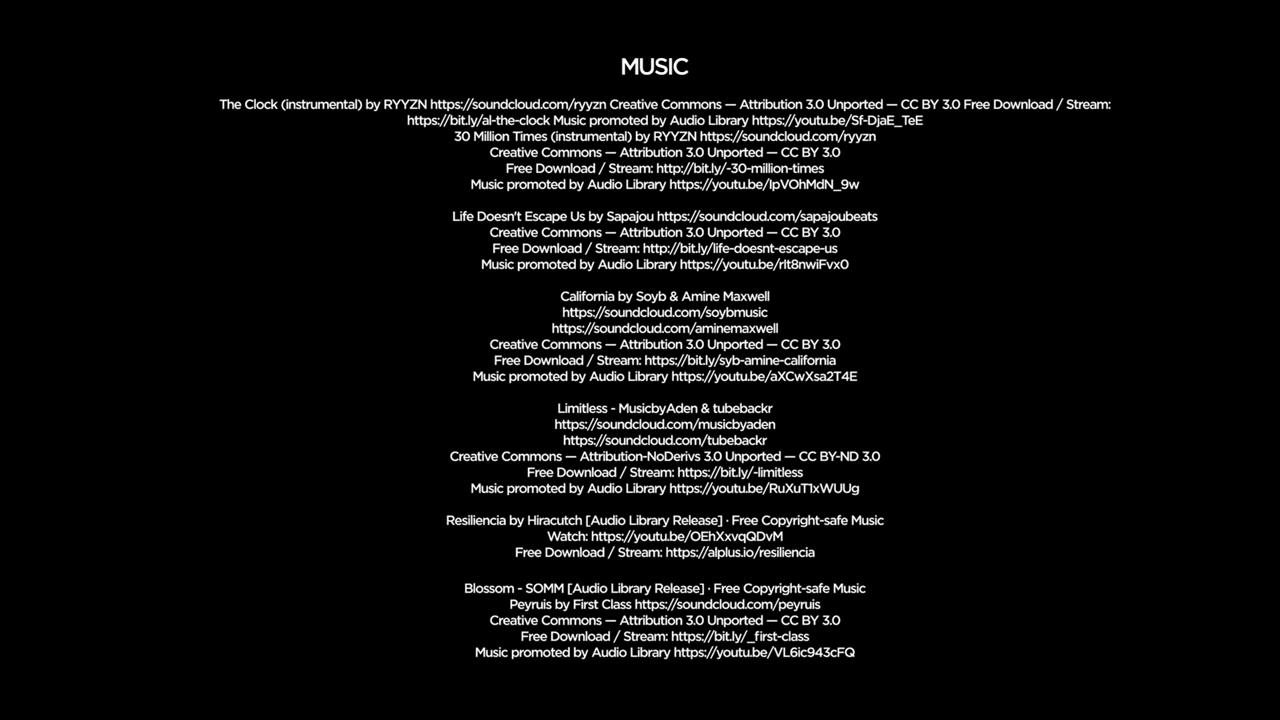 MUSIC
The Clock (instrumental) by RYYZN https://soundcloud.com/ryyzn Creative Commons — Attribution 3.0 Unported — CC BY 3.0 Free Download / Stream:
https://bit.ly/al-the-clock Music promoted by Audio Library https://youtu.be/Sf-DjaE_TeE
30 Million Times (instrumental) by RYYZN https://soundcloud.com/ryyzn
Creative Commons — Attribution 3.0 Unported — CC BY 3.0
Free Download / Stream: http://bit.ly/-30-million-times
Music promoted by Audio Library https://youtu.be/IpVOhMdN_9w
Life Doesn't Escape Us by Sapajou https://soundcloud.com/sapajoubeats
Creative Commons — Attribution 3.0 Unported — CC BY 3.0
Free Download / Stream: http://bit.ly/life-doesnt-escape-us
Music promoted by Audio Library https://youtu.be/rlt8nwiFvx0
California by Soyb & Amine Maxwell
https://soundcloud.com/soybmusic
https://soundcloud.com/aminemaxwell
Creative Commons — Attribution 3.0 Unported — CC BY 3.0
Free Download / Stream: https://bit.ly/syb-amine-california
Music promoted by Audio Library https://youtu.be/aXCwXsa2T4E
Limitless - MusicbyAden & tubebackr
https://soundcloud.com/musicbyaden
https://soundcloud.com/tubebackr
Creative Commons — Attribution-NoDerivs 3.0 Unported — CC BY-ND 3.0
Free Download / Stream: https://bit.ly/-limitless
Music promoted by Audio Library https://youtu.be/RuXuT1xWUUg
Resiliencia by Hiracutch [Audio Library Release] · Free Copyright-safe Music
Watch: https://youtu.be/OEhXxvqQDvM
Free Download / Stream: https://alplus.io/resiliencia
Blossom - SOMM [Audio Library Release] · Free Copyright-safe Music
Peyruis by First Class https://soundcloud.com/peyruis
Creative Commons — Attribution 3.0 Unported — CC BY 3.0
Free Download / Stream: https://bit.ly/_first-class
Music promoted by Audio Library https://youtu.be/VL6ic943cFQ